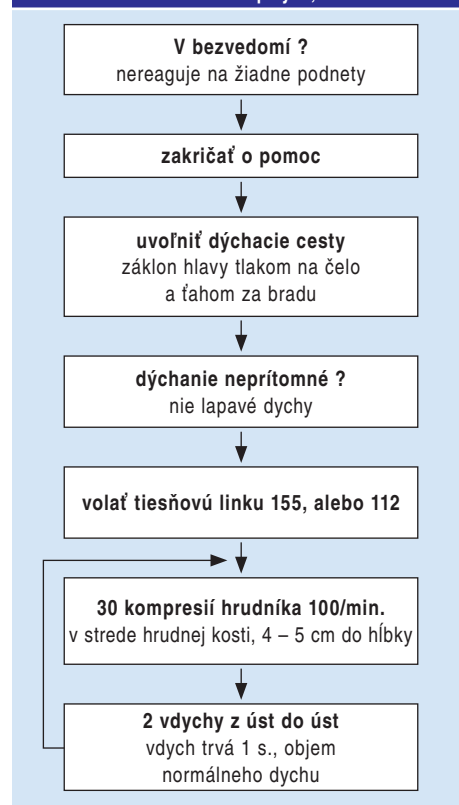 V bezvedomí ?
nereaguje na žiadne podnety
zakričať o pomoc
uvoľniť dýchacie cesty
záklon hlavy tlakom na čelo
a ťahom za bradu
dýchanie neprítomné ?
nie lapavé dychy
volať tiesňovú linku 155, alebo 112
30 kompresií hrudníka 100/min.
v strede hrudnej kosti, 4 – 5 cm do hĺbky
2 vdychy z úst do úst
vdych trvá 1 s., objem
normálneho dychu